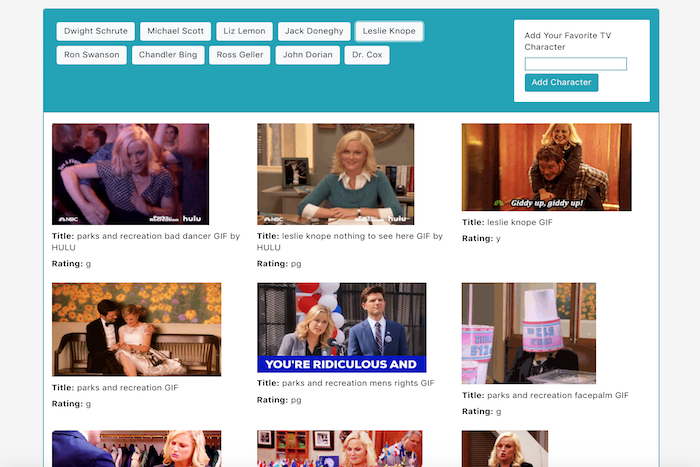 Dwight Schrute Michael Scott Liz Lemon Jack Doneghy Leslie Knope
Ron Swanson Chandler Bing Ross Geller John Dorian Dr. Cox
Add Your Favorite TV
Character
Add Character
NBC hulu
Title: parks and recreation bad dancer GIF by
HULU
Rating: g
NBC Parks and Recreation hulu
Title: leslie knope nothing to see here GIF by
HULU
Rating: pg
Giddy up, giddy up!
Title: leslie knope GIF
Rating: y
Title: parks and recreation GIF
Rating: g
YOU'RE RIDICULOUS AND
Title: parks and recreation mens rights GIF
Rating: pg
Title: parks and recreation facepalm GIF
Rating: g